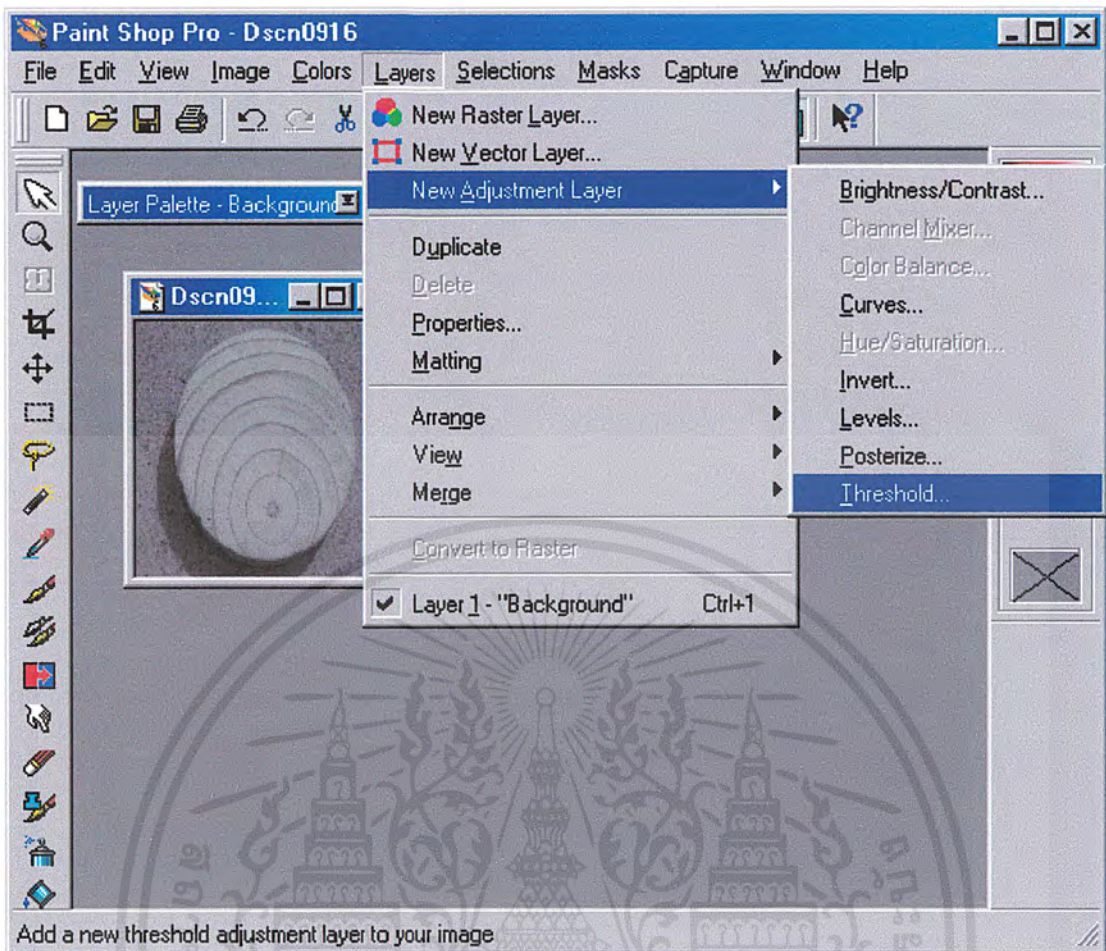 Paint Shop Pro - Dscn0916
File Edit View Image Colors Layers Selections Masks Capture Window Help
New Raster Layer...
New Vector Layer...
New Adjustment Layer
Layer Palette - Background
Duplicate
Delete
Properties...
Matting
Arrange
View
Merge
Convert to Raster
Layer 1 - "Background" Ctrl+1
Brightness/Contrast...
Channel Mixer...
Color Balance...
Curves...
Hue/Saturation...
Invert...
Levels...
Posterize...
Threshold...
Dscn09...
Add a new threshold adjustment layer to your image